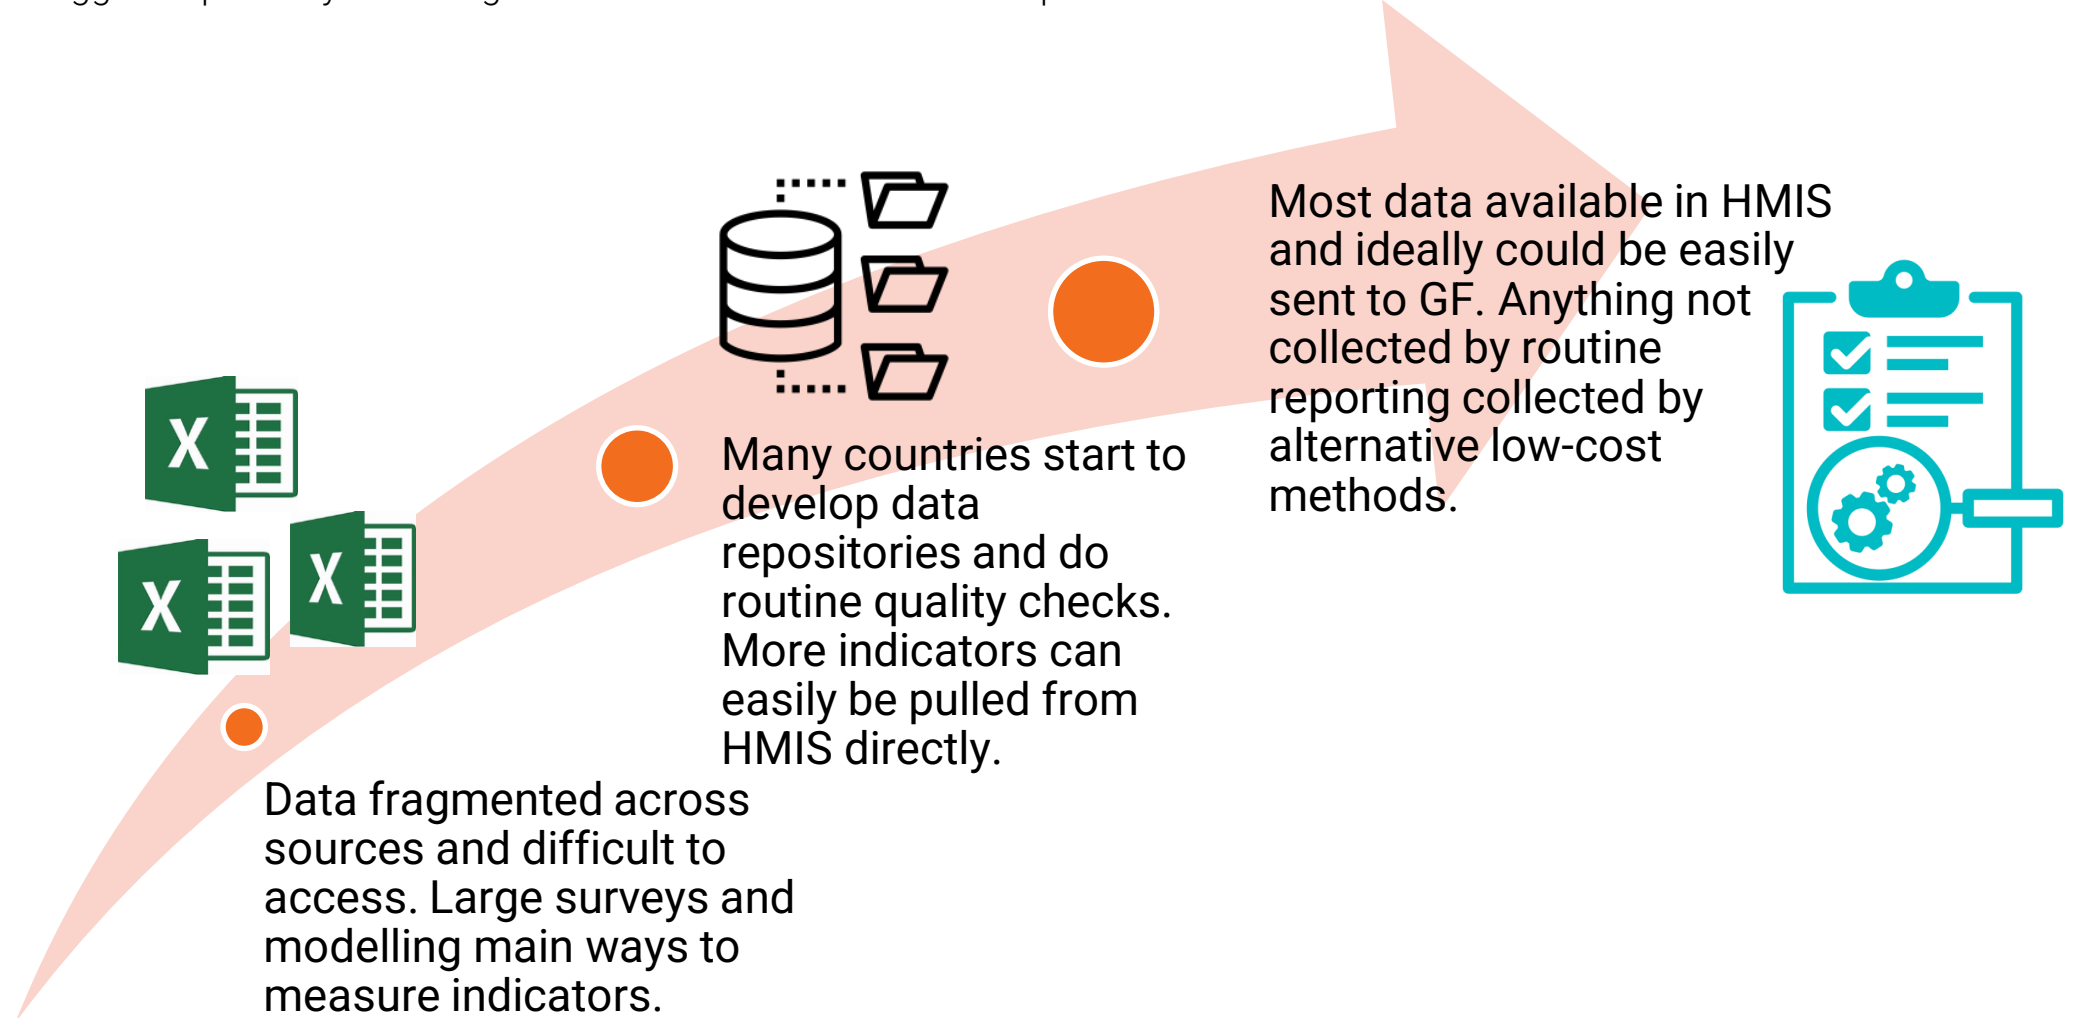 Data fragmented across
sources and difficult to
access. Large surveys and
modelling main ways to
measure indicators.
Many countries start to
develop data
repositories and do
routine quality checks.
More indicators can
easily be pulled from
HMIS directly.
Most data available in HMIS
and ideally could be easily
sent to GF. Anything not
collected by routine
reporting collected by
alternative low-cost
methods.
X
X
X